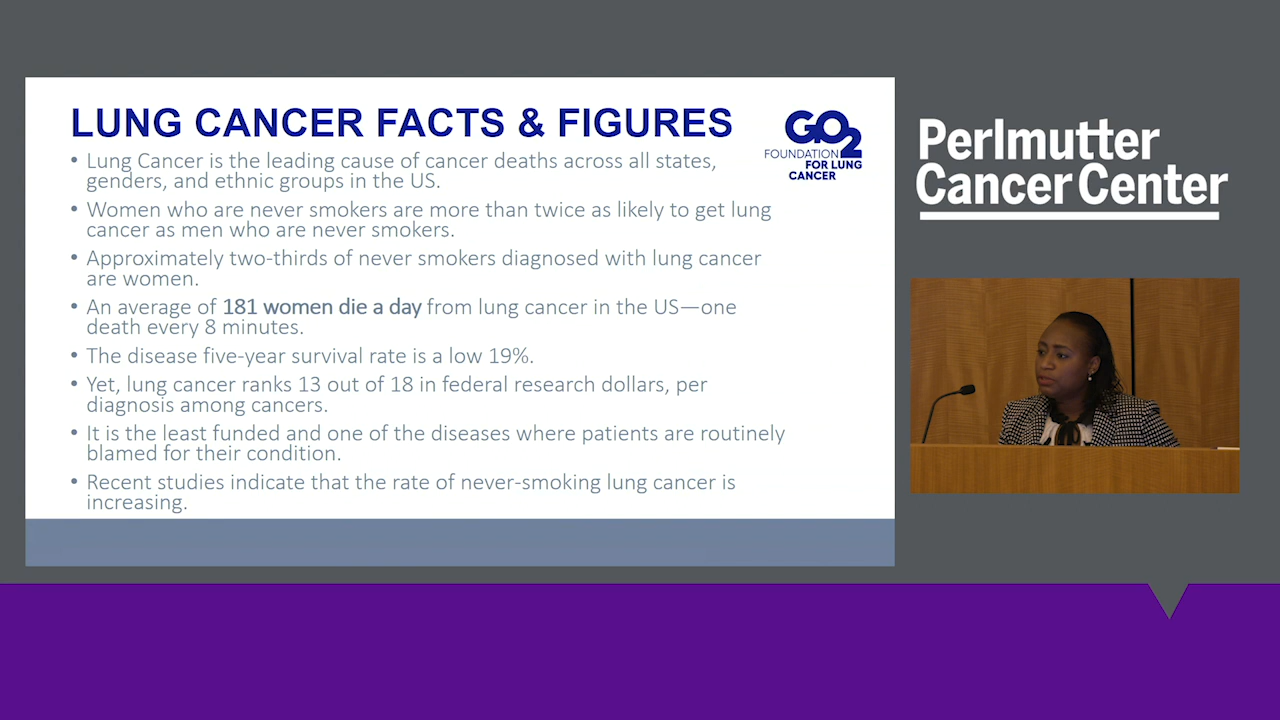 LUNG CANCER FACTS & FIGURES
GO2
FOUNDATION
FOR LUNG
CANCER
• Lung Cancer is the leading cause of cancer deaths across all states,
genders, and ethnic groups in the US.
• Women who are never smokers are more than twice as likely to get lung
cancer as men who are never smokers.
• Approximately two-thirds of never smokers diagnosed with lung cancer
are women.
• An average of 181 women die a day from lung cancer in the US—one
death every 8 minutes.
• The disease five-year survival rate is a low 19%.
• Yet, lung cancer ranks 13 out of 18 in federal research dollars, per
diagnosis among cancers.
• It is the least funded and one of the diseases where patients are routinely
blamed for their condition.
• Recent studies indicate that the rate of never-smoking lung cancer is
increasing.
Perlmutter
Cancer Center